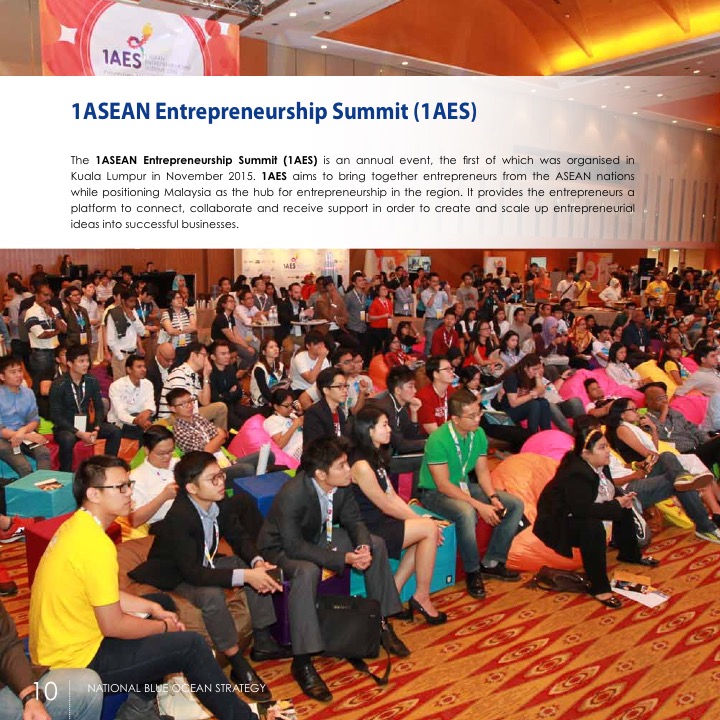 1AES
1ASEAN Entrepreneurship Summit (1AES)
The 1ASEAN Entrepreneurship Summit (1AES) is an annual event, the first of which was organised in
Kuala Lumpur in November 2015. 1AES aims to bring together entrepreneurs from the ASEAN nations
while positioning Malaysia as the hub for entrepreneurship in the region. It provides the entrepreneurs a
platform to connect, collaborate and receive support in order to create and scale up entrepreneurial
ideas into successful businesses.
1AES
10
NATIONAL BLUE OCEAN STRATEGY